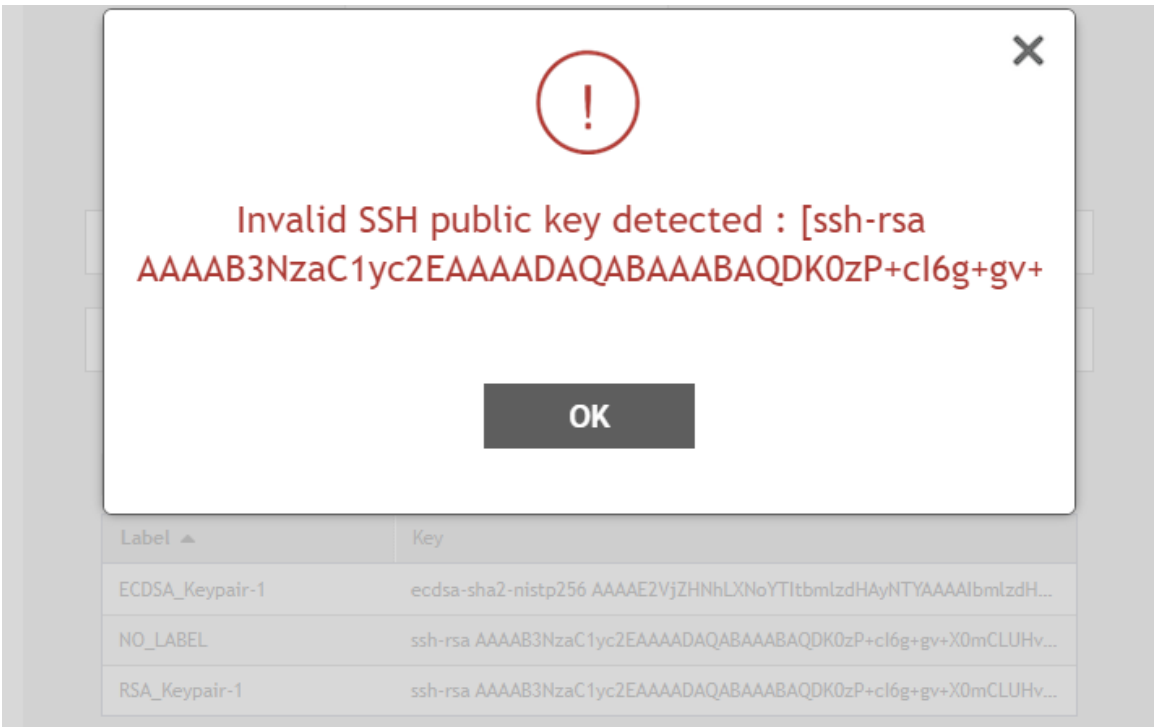 !
Invalid SSH public key detected : [ssh-rsa
AAAAB3NzaC1yc2EAAAADAQABAAABAQDK0zP+cI6g+gv+
OK
Label Key
ECDSA_Keypair-1 ecdsa-sha2-nistp256 AAAAE2VjZHNhLXNoYTItbmlzdHAyNTYAAAAIbmlzdH...
NO_LABEL ssh-rsa AAAAB3NzaC1yc2EAAAADAQABAAABAQDK0zP+cI6g+gv+X0mCLUHv...
RSA_Keypair-1 ssh-rsa AAAAB3NzaC1yc2EAAAADAQABAAABAQDK0zP+cI6g+gv+X0mCLUHv...